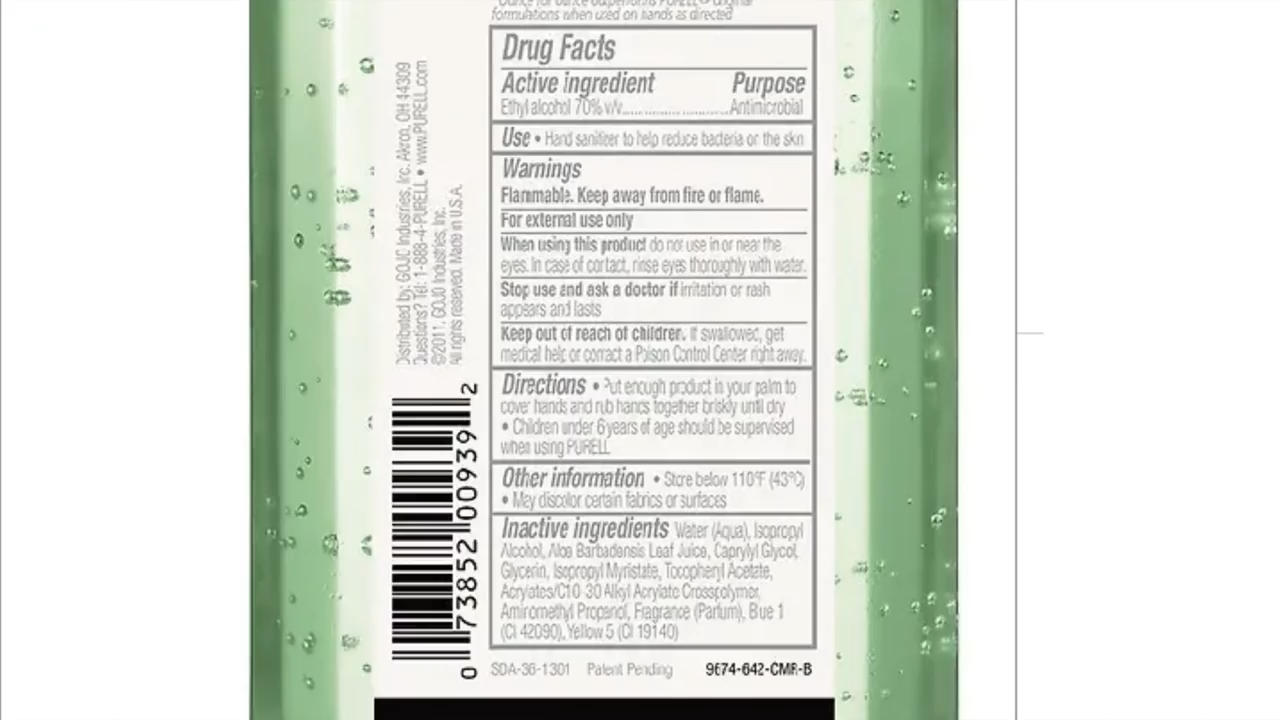 Ounce for ounce outperforms PURELL® original
formulations when used on hands as directed
Drug Facts
Active ingredient Purpose
Ethyl alcohol 70% v/v..........................Antimicrobial
Use • Hand sanitizer to help reduce bacteria on the skin
Warnings
Flammable. Keep away from fire or flame.
For external use only
When using this product do not use in or near the
eyes. In case of contact, rinse eyes thoroughly with water.
Stop use and ask a doctor if irritation or rash
appears and lasts
Keep out of reach of children. If swallowed, get
medical help or contact a Poison Control Center right away.
Directions • Put enough product in your palm to
cover hands and rub hands together briskly until dry
• Children under 6 years of age should be supervised
when using PURELL
Other information • Store below 110°F (43°C)
• May discolor certain fabrics or surfaces
Inactive ingredients Water (Aqua), Isopropyl
Alcohol, Aloe Barbadensis Leaf Juice, Caprylyl Glycol,
Glycerin, Isopropyl Myristate, Tocopheryl Acetate,
Acrylates/C10-30 Alkyl Acrylate Crosspolymer,
Aminomethyl Propanol, Fragrance (Parfum), Blue 1
(CI 42090), Yellow 5 (CI 19140)
SDA-36-1301 Patent Pending 9674-642-CMR-B
Distributed by: GOJO Industries, Inc. Akron, OH 44309
Questions? Tel: 1-888-4-PURELL • www.PURELL.com
©2011. GOJO Industries, Inc.
All rights reserved. Made in U.S.A.
0 73852 00939 2